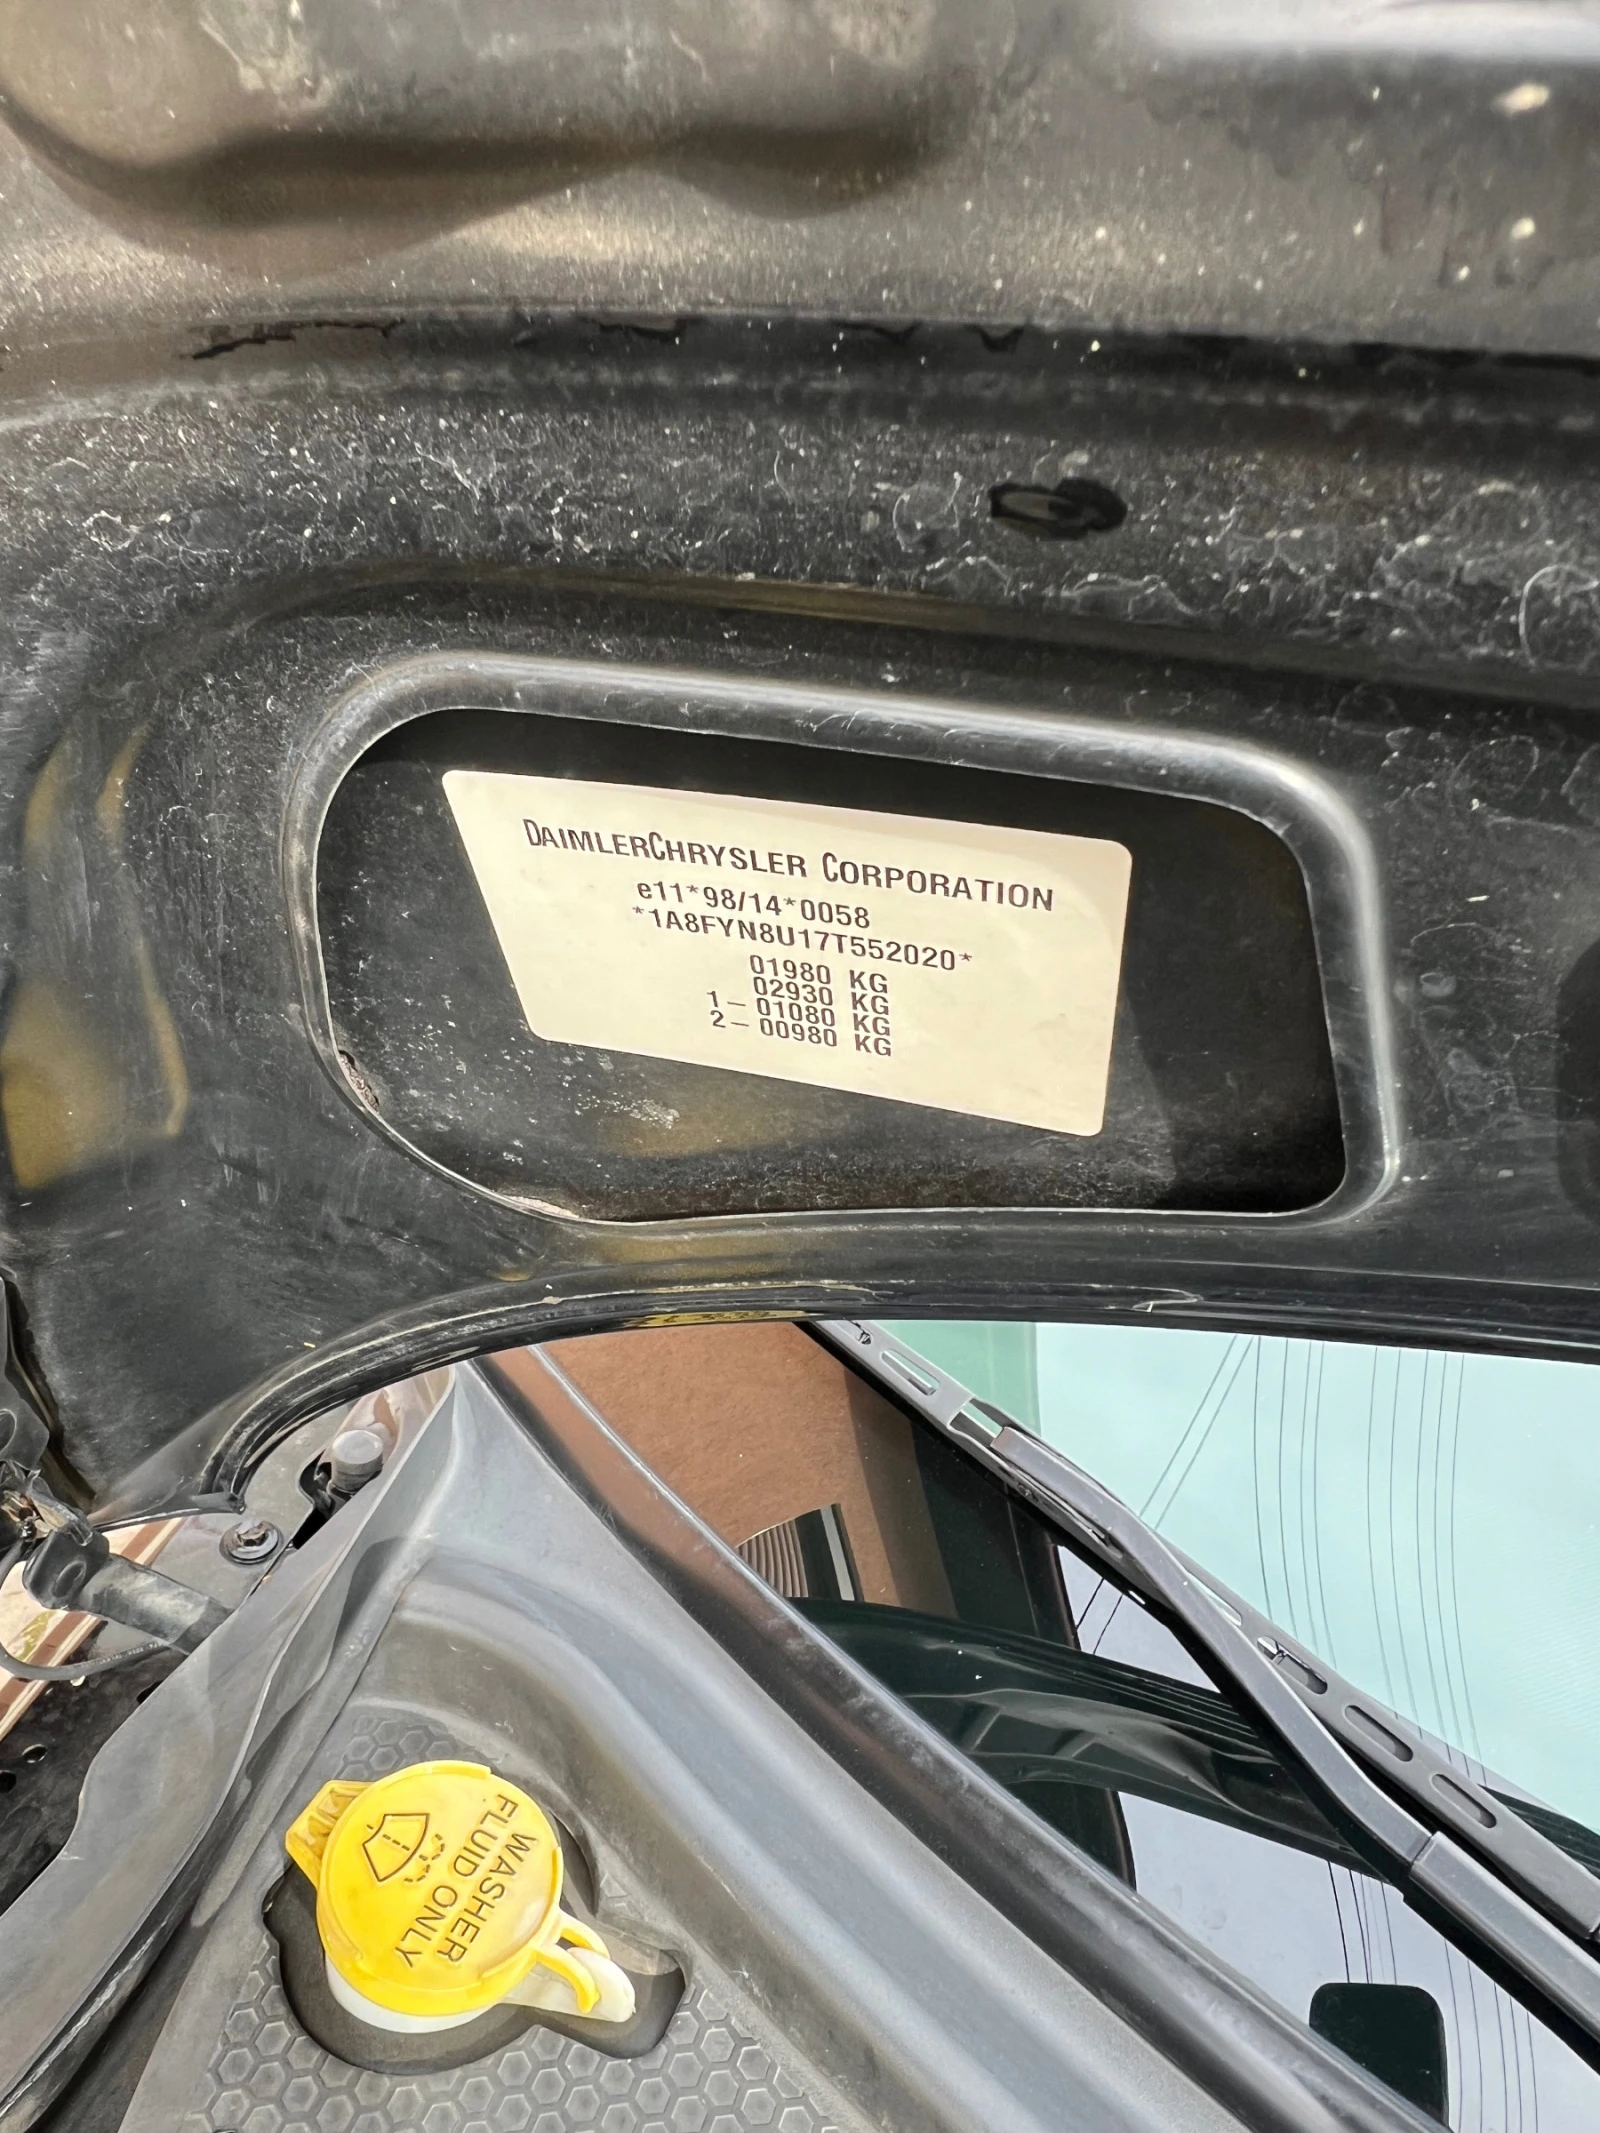 DAIMLERCHRYSLER CORPORATION
e11*98/14*0058
*1A8FYN8U17T552020*
01980 KG
02930 KG
1– 01080 KG
2– 00980 KG
WASHER
FLUID ONLY